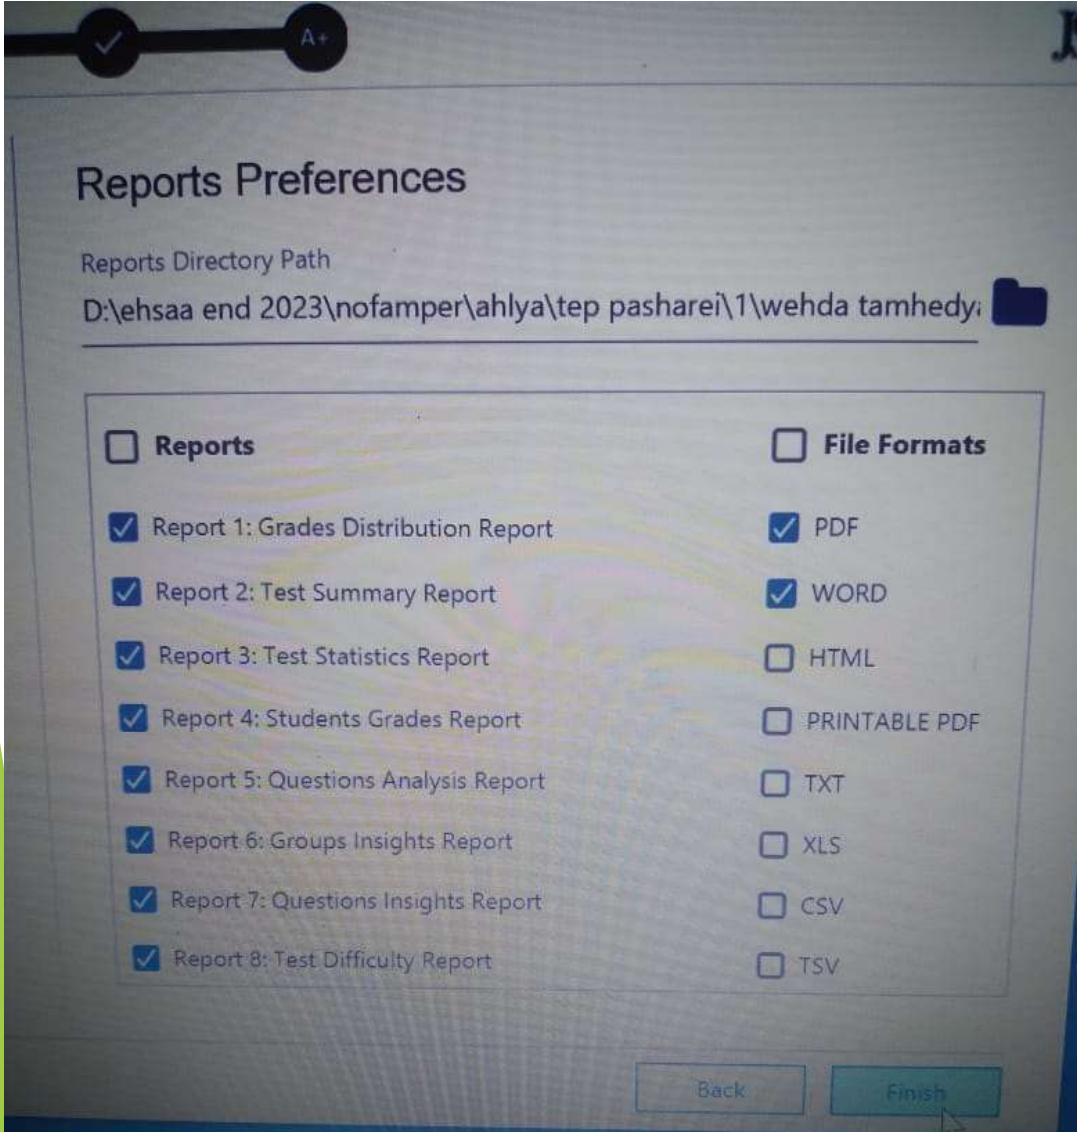 A+
Reports Preferences
Reports Directory Path
D:\ehsaa end 2023\nofamper\ahlya\tep pasharei\1\wehda tamhedy
Reports
File Formats
Report 1: Grades Distribution Report
PDF
Report 2: Test Summary Report
WORD
Report 3: Test Statistics Report
HTML
Report 4: Students Grades Report
PRINTABLE PDF
Report 5: Questions Analysis Report
TXT
Report 6: Groups Insights Report
XLS
Report 7: Questions Insights Report
CSV
Report 8: Test Difficulty Report
TSV
Back
Finish